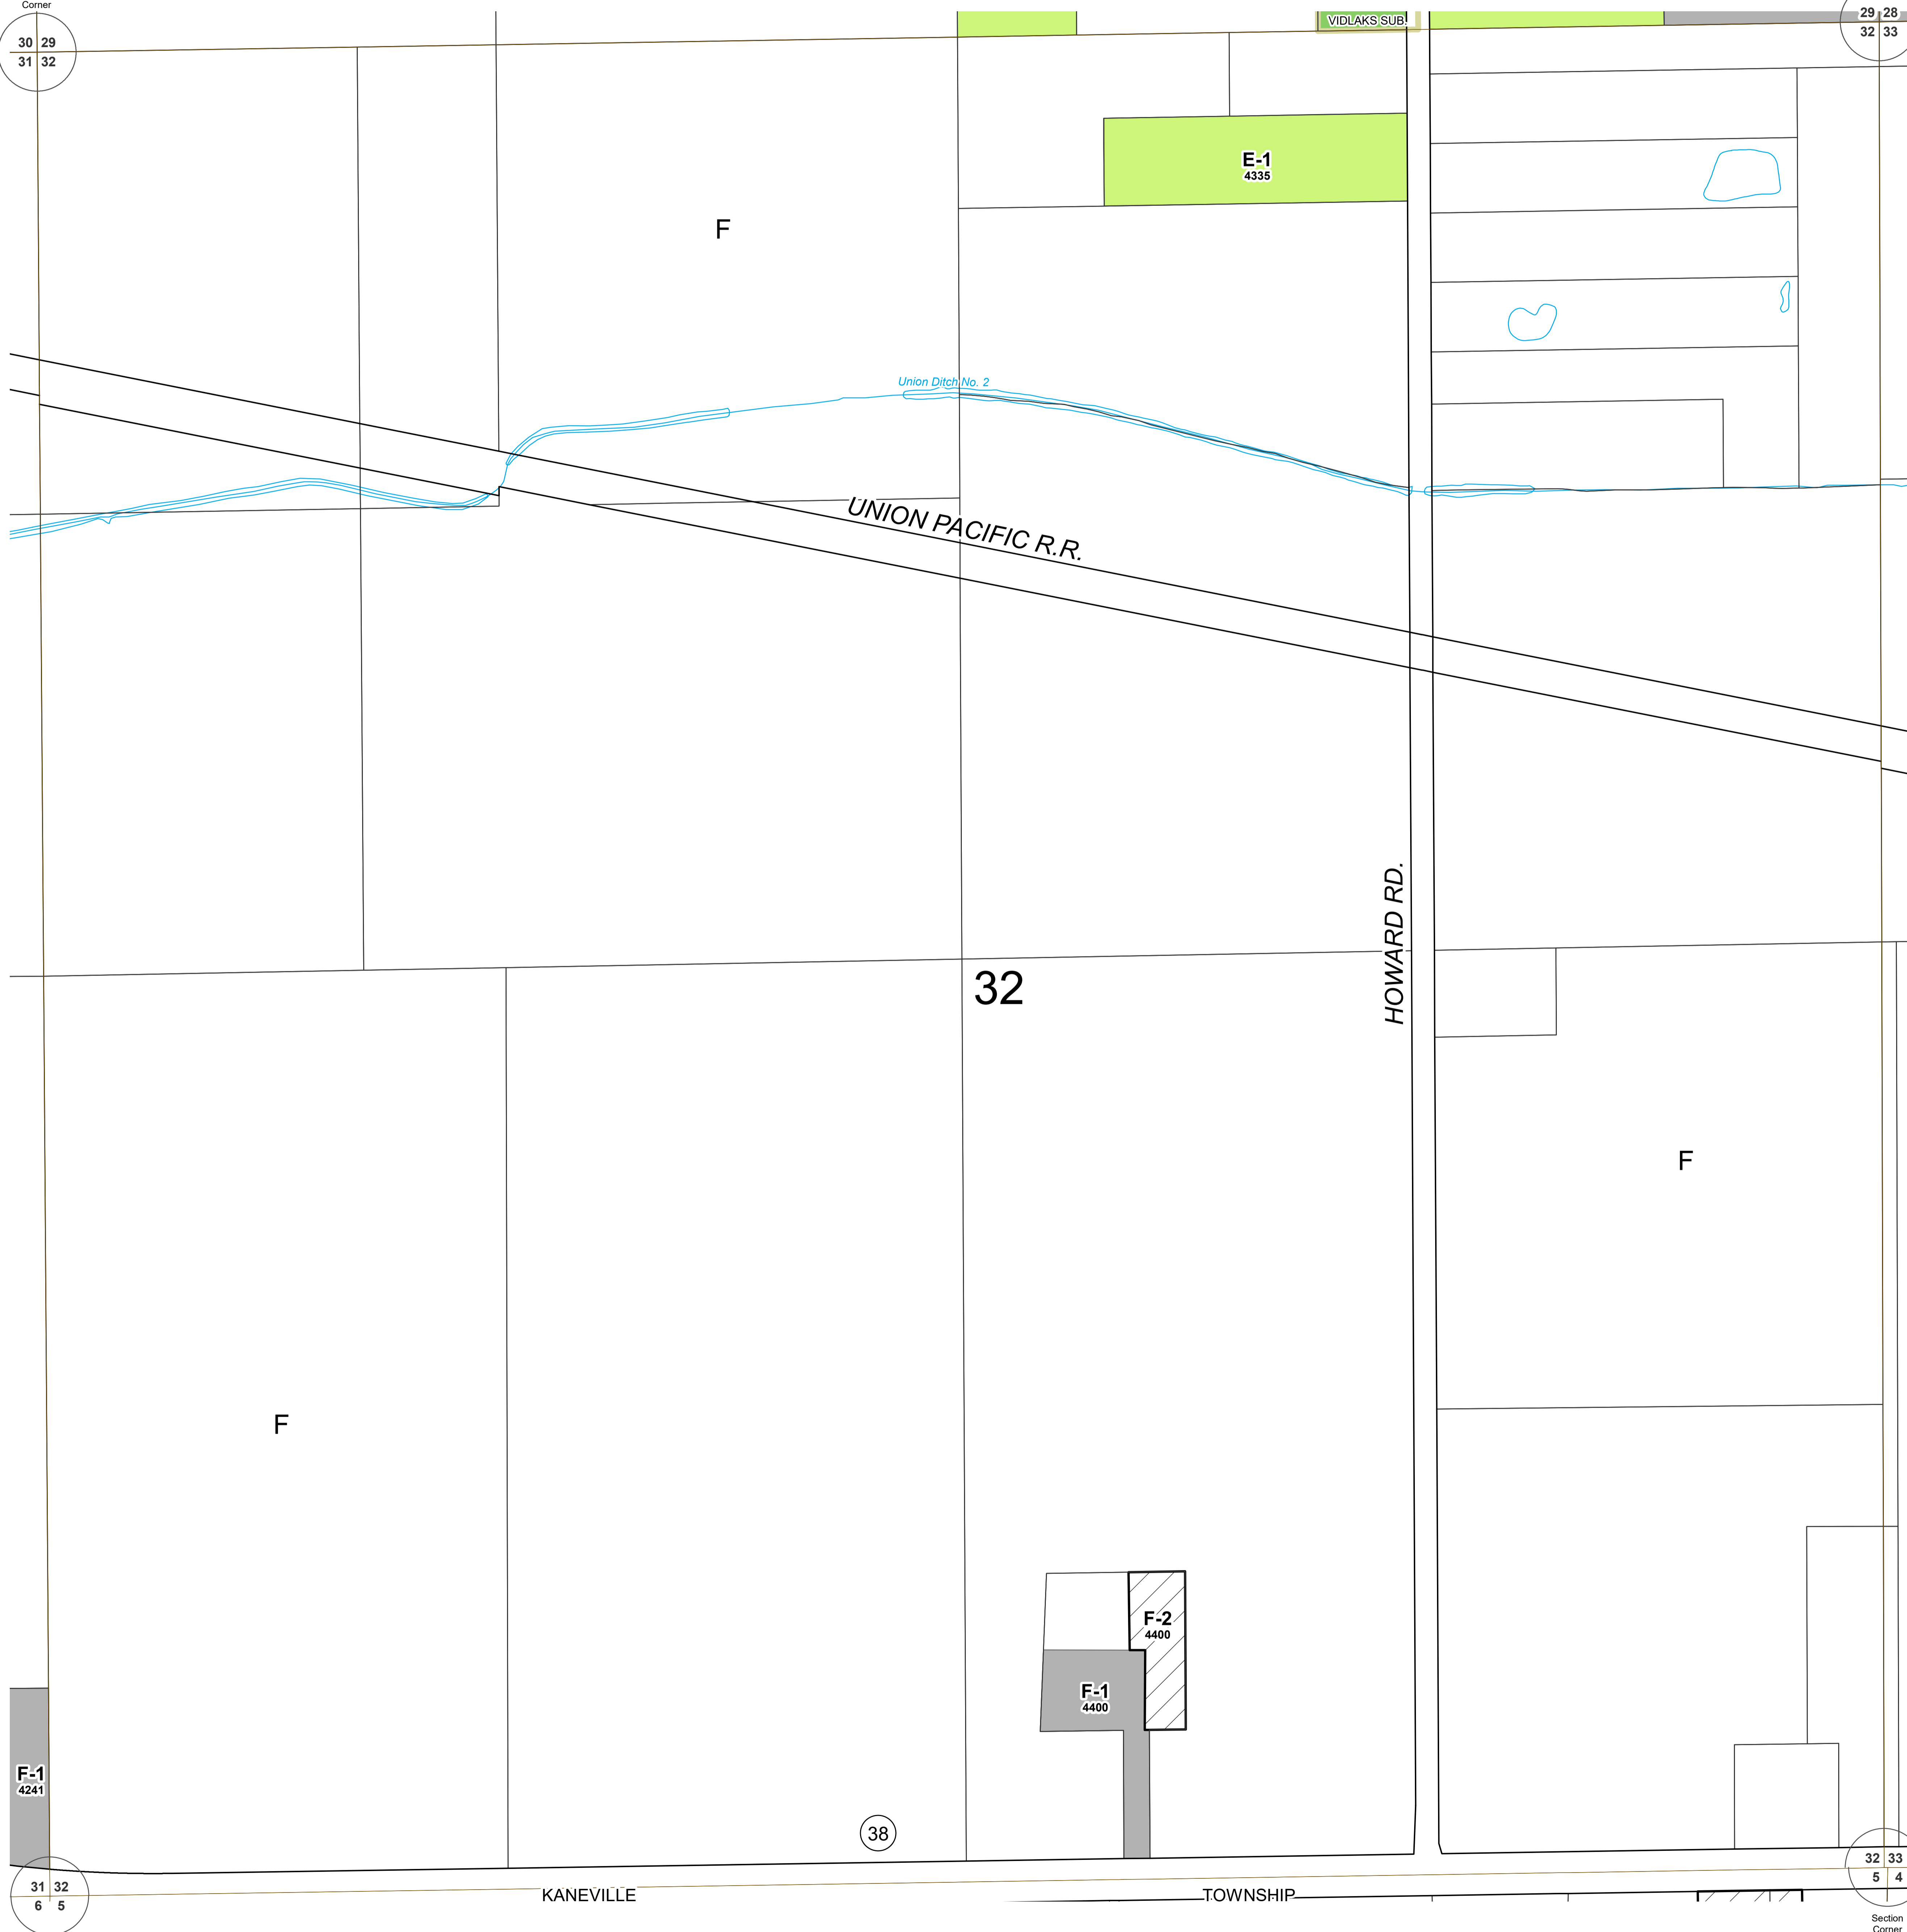 Corner
30 29
31 32
VIDLAKS SUB.
29 28
32 33
E-1
4335
F
Union Ditch No. 2
UNION PACIFIC R.R.
HOWARD RD.
32
F
F
F-2
4400
F-1
4400
F-1
4241
38
31 32
6 5
KANEVILLE TOWNSHIP
32 33
5 4
Section
Corner